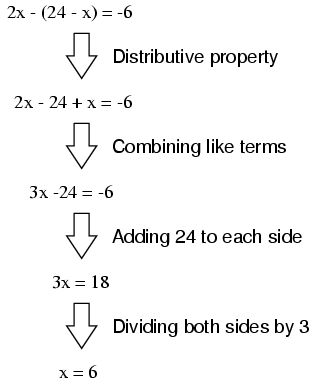 2x - (24 - x) = -6
Distributive property
2x - 24 + x = -6
Combining like terms
3x -24 = -6
Adding 24 to each side
3x = 18
Dividing both sides by 3
x = 6